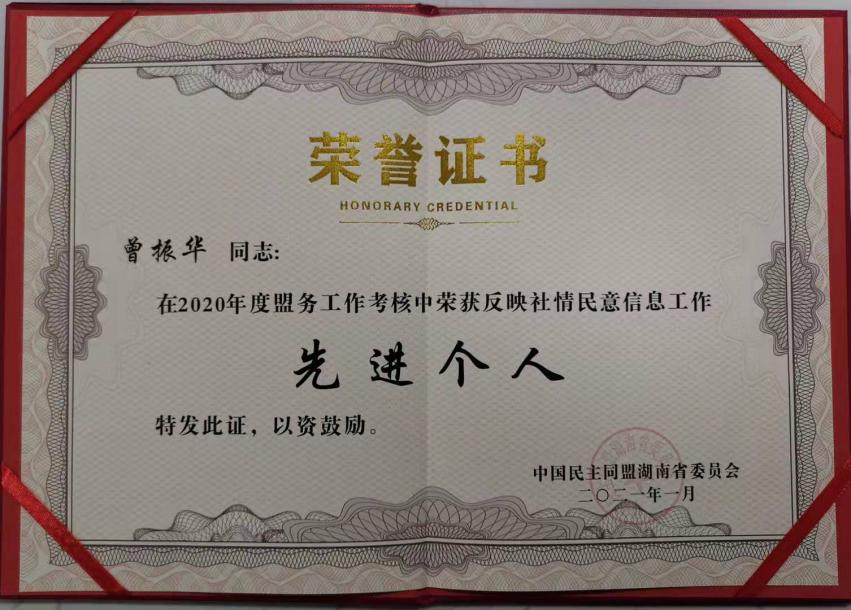 荣誉证书
HONORARY CREDENTIAL
曾振华 同志:
在2020年度盟务工作考核中荣获反映社情民意信息工作
先进个人
特发此证，以资鼓励。
中国民主同盟湖南省委员会
二〇二一年一月